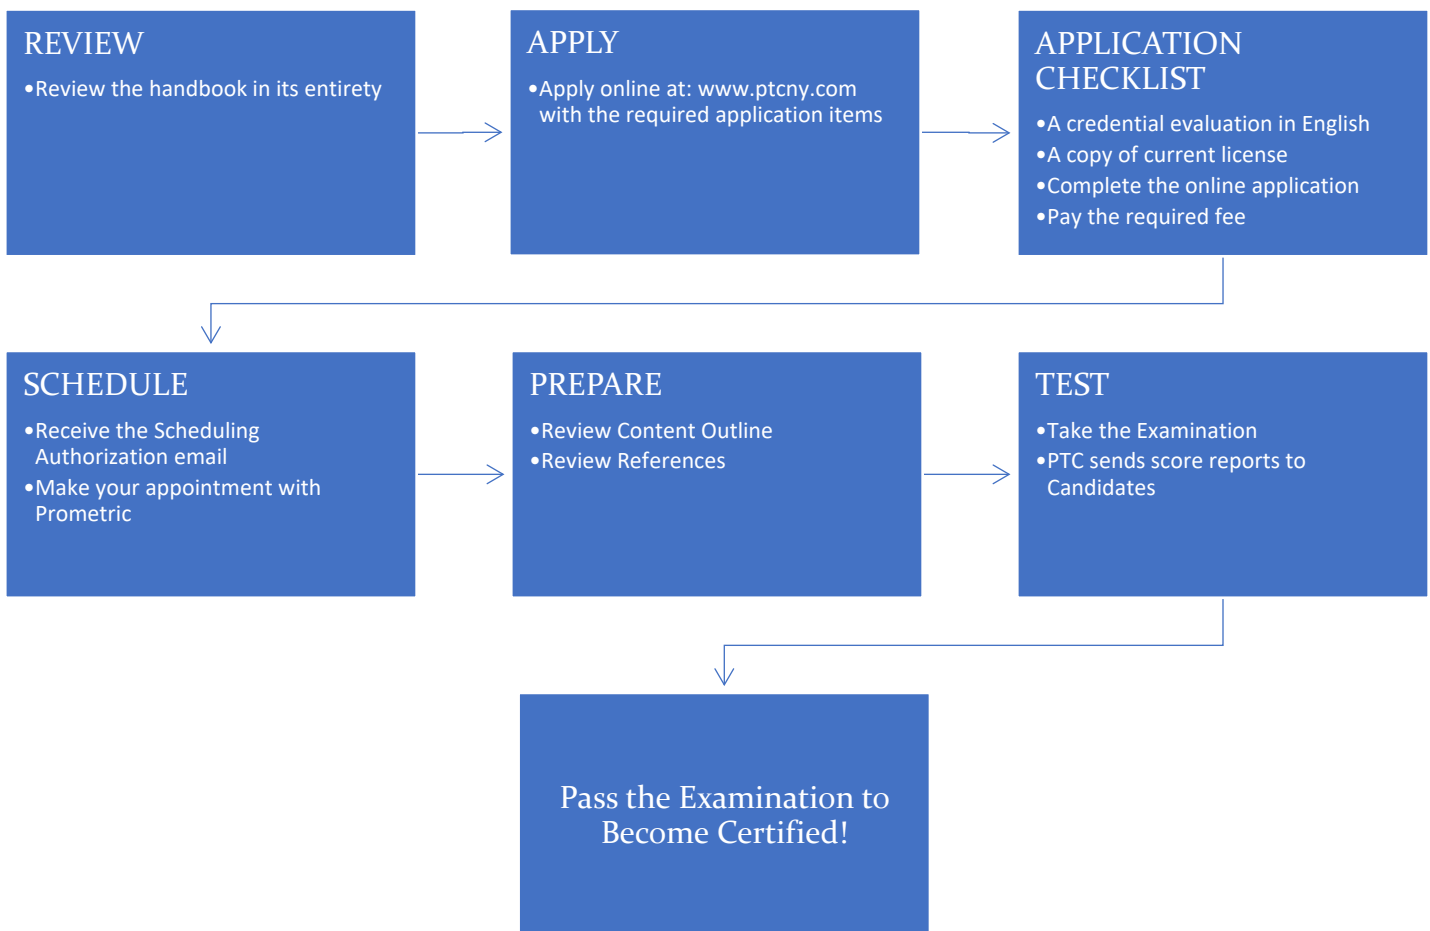 REVIEW
•Review the handbook in its entirety
APPLY
•Apply online at: www.ptcny.com
with the required application items
APPLICATION
CHECKLIST
•A credential evaluation in English
•A copy of current license
•Complete the online application
•Pay the required fee
SCHEDULE
•Receive the Scheduling
Authorization email
•Make your appointment with
Prometric
PREPARE
•Review Content Outline
•Review References
TEST
•Take the Examination
•PTC sends score reports to
Candidates
Pass the Examination to
Become Certified!